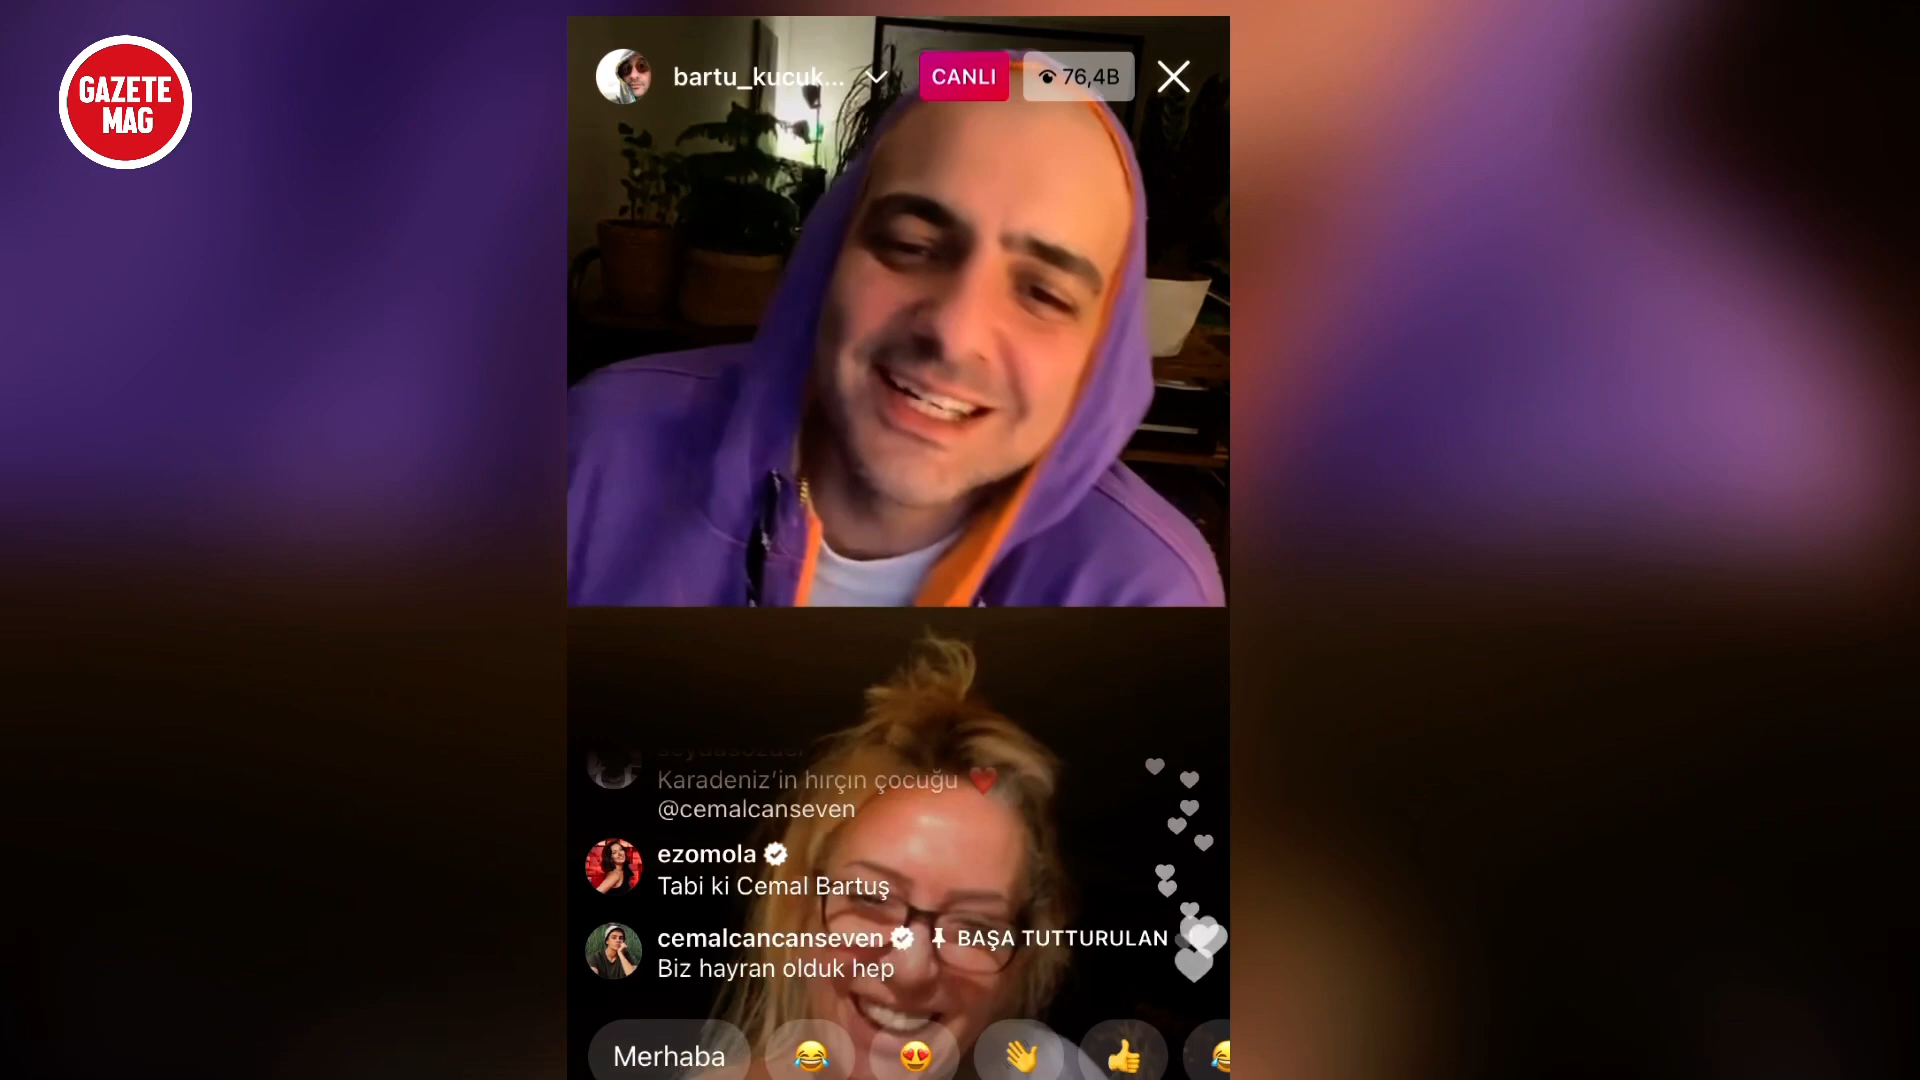 GAZETE
MAG
bartu_kucuk...
CANLI
76,4B
Karadeniz'in hırçın çocuğu ❤️
@cemalcanseven
ezomola
Tabi ki Cemal Bartuş
cemalcancanseven BAŞA TUTTURULAN
Biz hayran olduk hep
Merhaba 😂 😍 👋 👍 😂